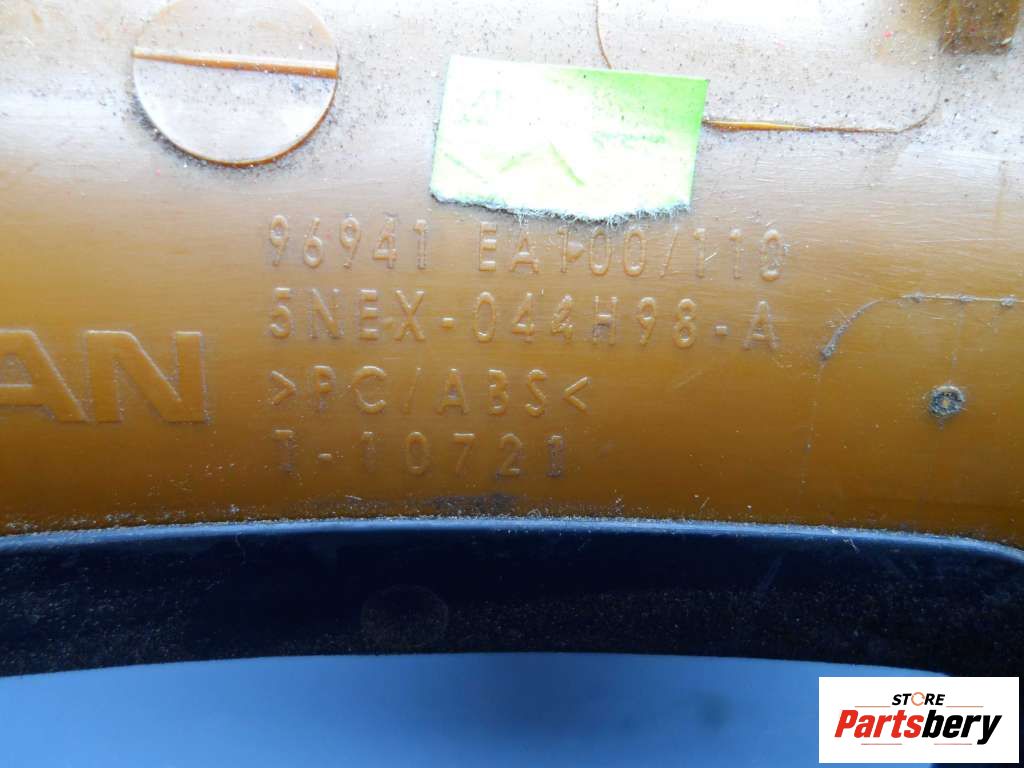 96941 EA100/110
5NEX-044H98-A
AN
>PC/ABS<
T-10721
STORE
Partsbery